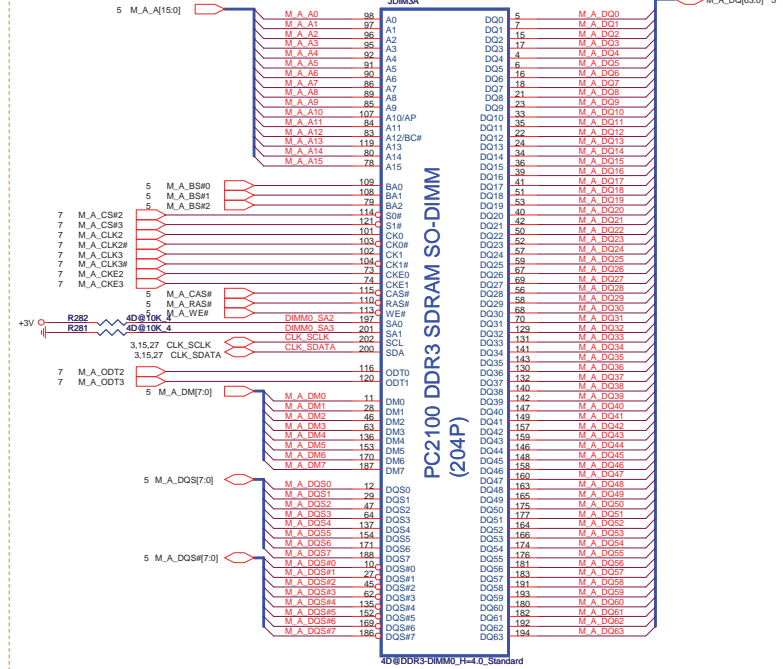 JDIM3A
5 M_A_A[15:0]
M_A_A0 98 A0
M_A_A1 97 A1
M_A_A2 96 A2
M_A_A3 95 A3
M_A_A4 92 A4
M_A_A5 91 A5
M_A_A6 90 A6
M_A_A7 86 A7
M_A_A8 89 A8
M_A_A9 85 A9
M_A_A10 107 A10/AP
M_A_A11 84 A11
M_A_A12 83 A12/BC#
M_A_A13 119 A13
M_A_A14 80 A14
M_A_A15 78 A15
5 M_A_BS#0 109 BA0
5 M_A_BS#1 108 BA1
5 M_A_BS#2 79 BA2
7 M_A_CS#2 114 S0#
7 M_A_CS#3 121 S1#
7 M_A_CLK2 101 CK0
7 M_A_CLK2# 103 CK0#
7 M_A_CLK3 102 CK1
7 M_A_CLK3# 104 CK1#
7 M_A_CKE2 73 CKE0
7 M_A_CKE3 74 CKE1
5 M_A_CAS# 115 CAS#
5 M_A_RAS# 110 RAS#
5 M_A_WE# 113 WE#
+3V R282 4D@10K_4 DIMM0_SA2 197 SA0
R281 4D@10K_4 DIMM0_SA3 201 SA1
3,15,27 CLK_SCLK CLK_SCLK 202 SCL
3,15,27 CLK_SDATA CLK_SDATA 200 SDA
7 M_A_ODT2 116 ODT0
7 M_A_ODT3 120 ODT1
5 M_A_DM[7:0]
M_A_DM0 11 DM0
M_A_DM1 28 DM1
M_A_DM2 46 DM2
M_A_DM3 63 DM3
M_A_DM4 136 DM4
M_A_DM5 153 DM5
M_A_DM6 170 DM6
M_A_DM7 187 DM7
5 M_A_DQS[7:0]
M_A_DQS0 12 DQS0
M_A_DQS1 29 DQS1
M_A_DQS2 47 DQS2
M_A_DQS3 64 DQS3
M_A_DQS4 137 DQS4
M_A_DQS5 154 DQS5
M_A_DQS6 171 DQS6
M_A_DQS7 188 DQS7
5 M_A_DQS#[7:0]
M_A_DQS#0 10 DQS#0
M_A_DQS#1 27 DQS#1
M_A_DQS#2 45 DQS#2
M_A_DQS#3 62 DQS#3
M_A_DQS#4 135 DQS#4
M_A_DQS#5 152 DQS#5
M_A_DQS#6 169 DQS#6
M_A_DQS#7 186 DQS#7
PC2100 DDR3 SDRAM SO-DIMM
(204P)
M_A_DQ[63:0] 5
DQ0 5 M_A_DQ0
DQ1 7 M_A_DQ1
DQ2 15 M_A_DQ2
DQ3 17 M_A_DQ3
DQ4 4 M_A_DQ4
DQ5 6 M_A_DQ5
DQ6 16 M_A_DQ6
DQ7 18 M_A_DQ7
DQ8 21 M_A_DQ8
DQ9 23 M_A_DQ9
DQ10 33 M_A_DQ10
DQ11 35 M_A_DQ11
DQ12 22 M_A_DQ12
DQ13 24 M_A_DQ13
DQ14 34 M_A_DQ14
DQ15 36 M_A_DQ15
DQ16 39 M_A_DQ16
DQ17 41 M_A_DQ17
DQ18 51 M_A_DQ18
DQ19 53 M_A_DQ19
DQ20 40 M_A_DQ20
DQ21 42 M_A_DQ21
DQ22 50 M_A_DQ22
DQ23 52 M_A_DQ23
DQ24 57 M_A_DQ24
DQ25 59 M_A_DQ25
DQ26 67 M_A_DQ26
DQ27 69 M_A_DQ27
DQ28 56 M_A_DQ28
DQ29 58 M_A_DQ29
DQ30 68 M_A_DQ30
DQ31 70 M_A_DQ31
DQ32 129 M_A_DQ32
DQ33 131 M_A_DQ33
DQ34 141 M_A_DQ34
DQ35 143 M_A_DQ35
DQ36 130 M_A_DQ36
DQ37 132 M_A_DQ37
DQ38 140 M_A_DQ38
DQ39 142 M_A_DQ39
DQ40 147 M_A_DQ40
DQ41 149 M_A_DQ41
DQ42 157 M_A_DQ42
DQ43 159 M_A_DQ43
DQ44 146 M_A_DQ44
DQ45 148 M_A_DQ45
DQ46 158 M_A_DQ46
DQ47 160 M_A_DQ47
DQ48 163 M_A_DQ48
DQ49 165 M_A_DQ49
DQ50 175 M_A_DQ50
DQ51 177 M_A_DQ51
DQ52 164 M_A_DQ52
DQ53 166 M_A_DQ53
DQ54 174 M_A_DQ54
DQ55 176 M_A_DQ55
DQ56 181 M_A_DQ56
DQ57 183 M_A_DQ57
DQ58 191 M_A_DQ58
DQ59 193 M_A_DQ59
DQ60 180 M_A_DQ60
DQ61 182 M_A_DQ61
DQ62 192 M_A_DQ62
DQ63 194 M_A_DQ63
4D@DDR3-DIMM0_H=4.0_Standard